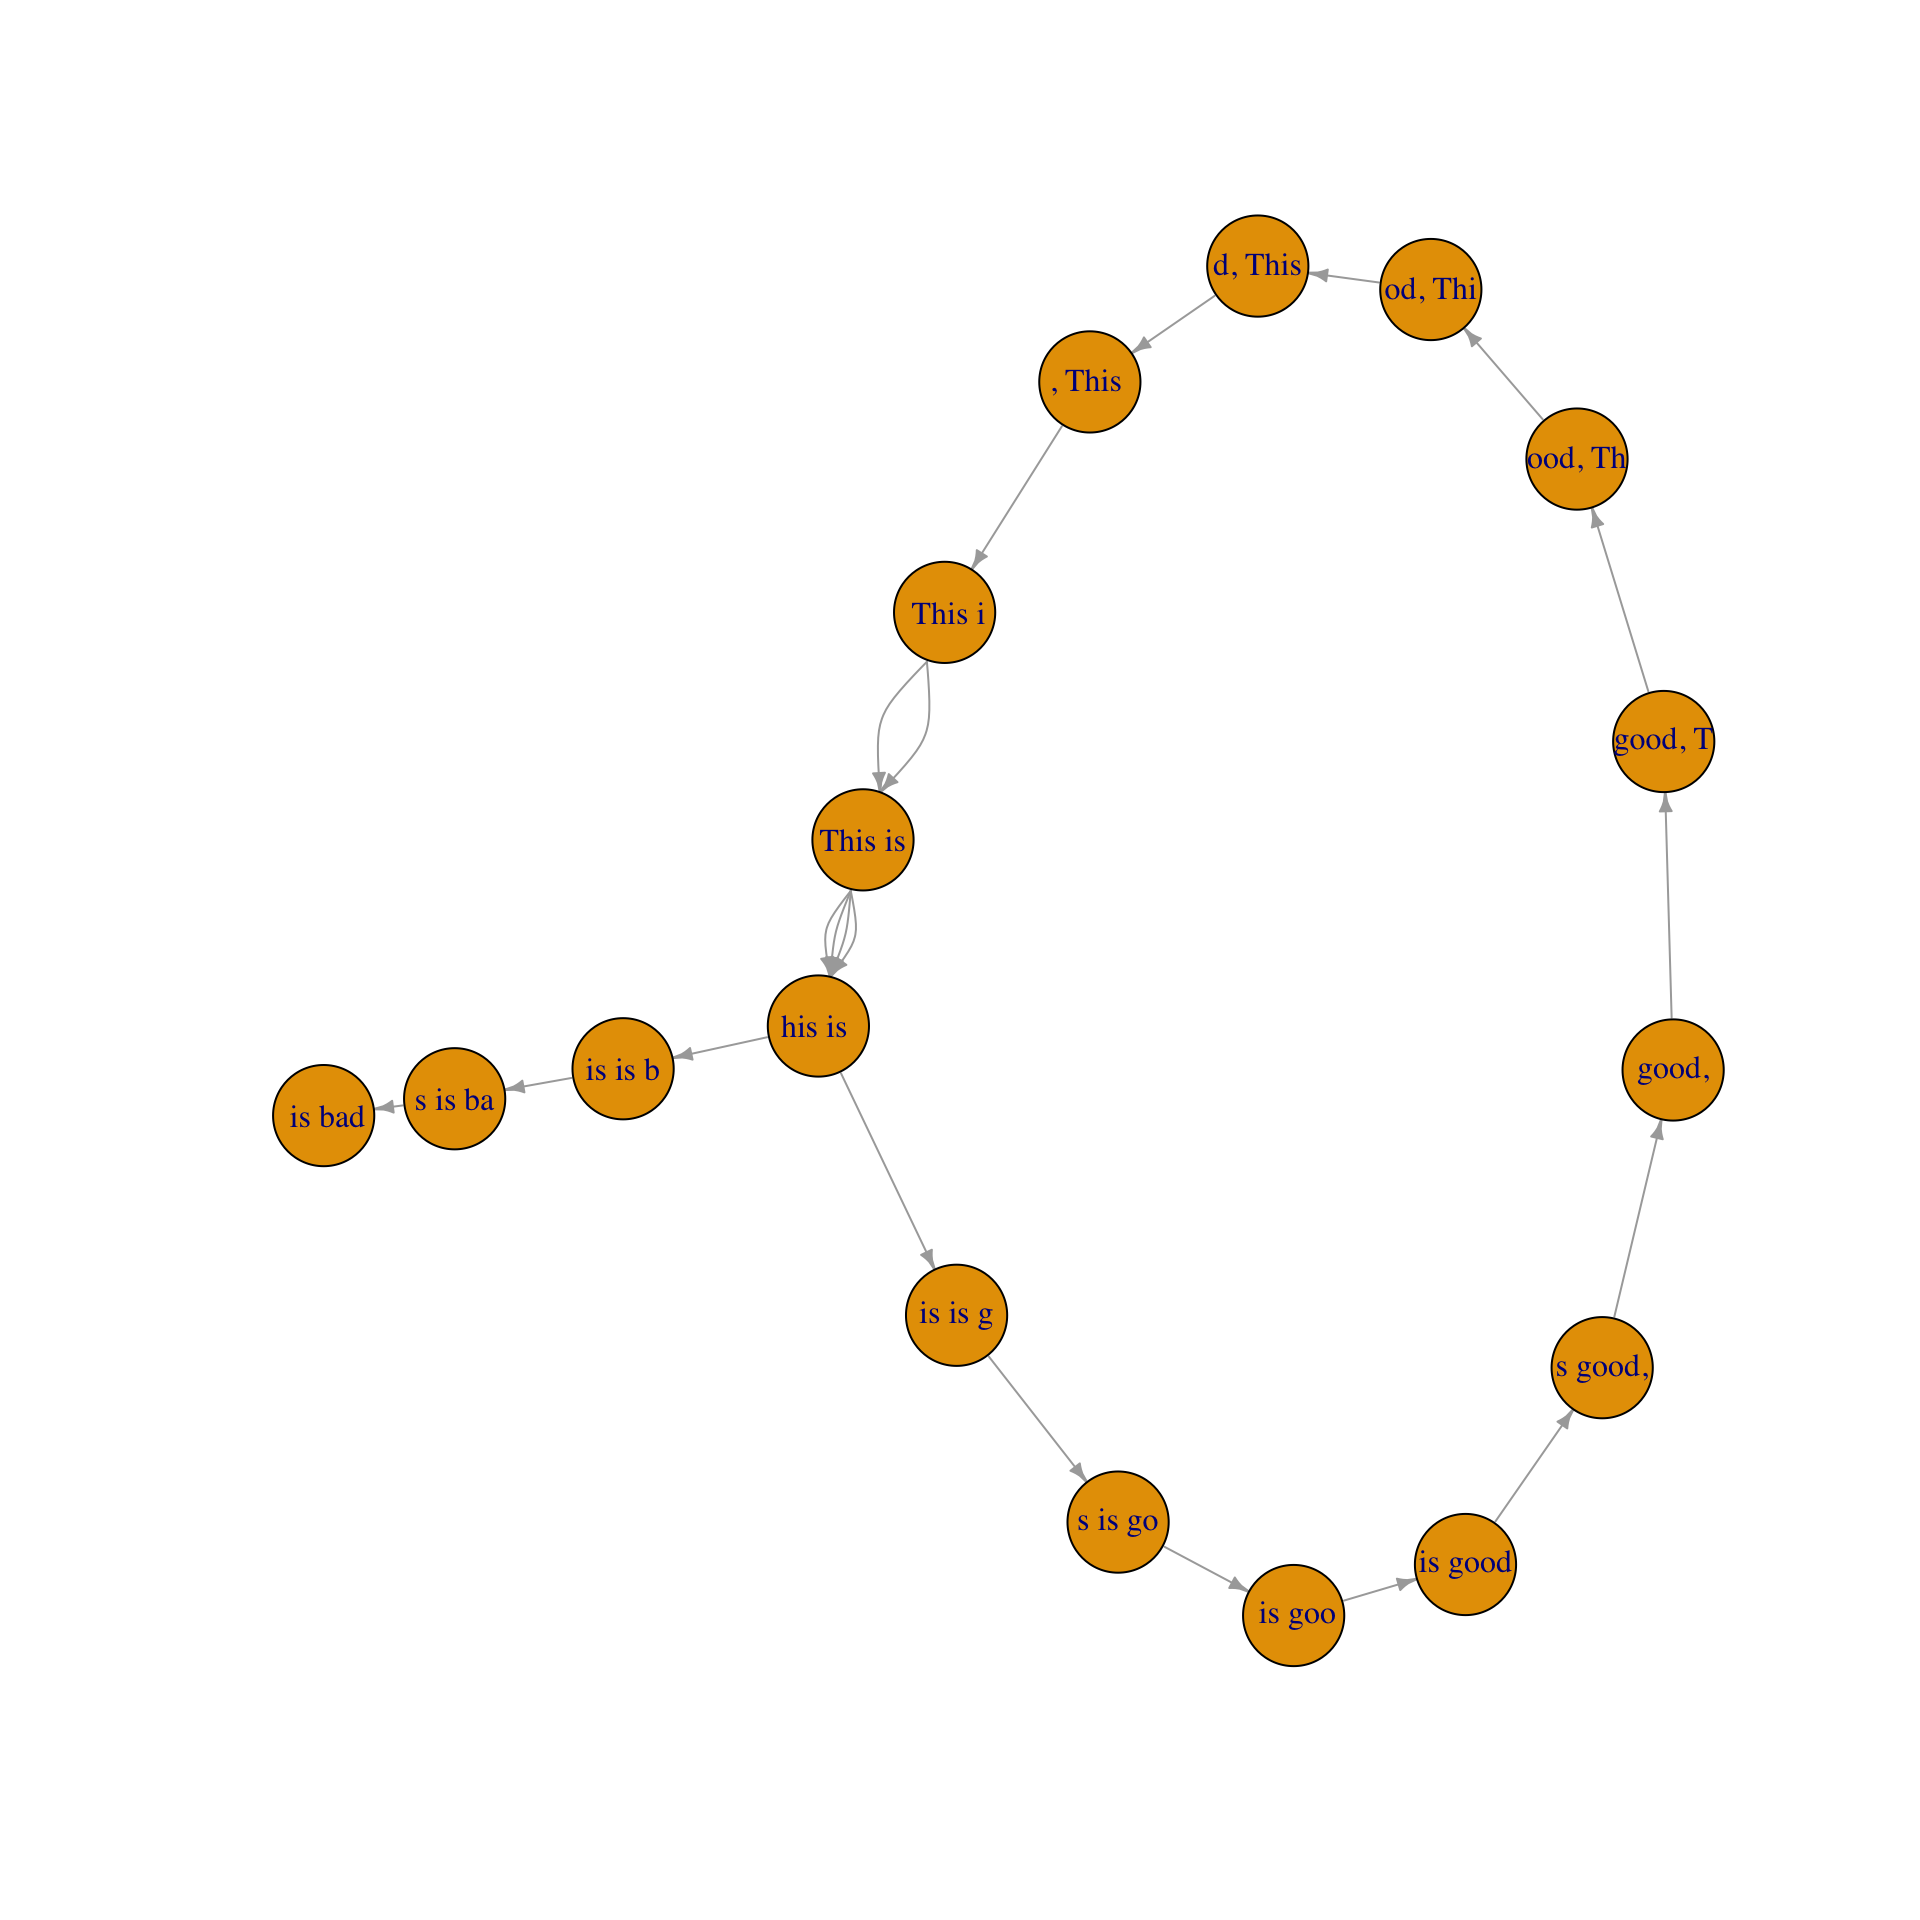 d, This
od, Thi
, This
ood, Th
This i
good, T
This is
his is
is is b
good,
s is ba
is bad
is is g
s good,
s is go
is good
is goo